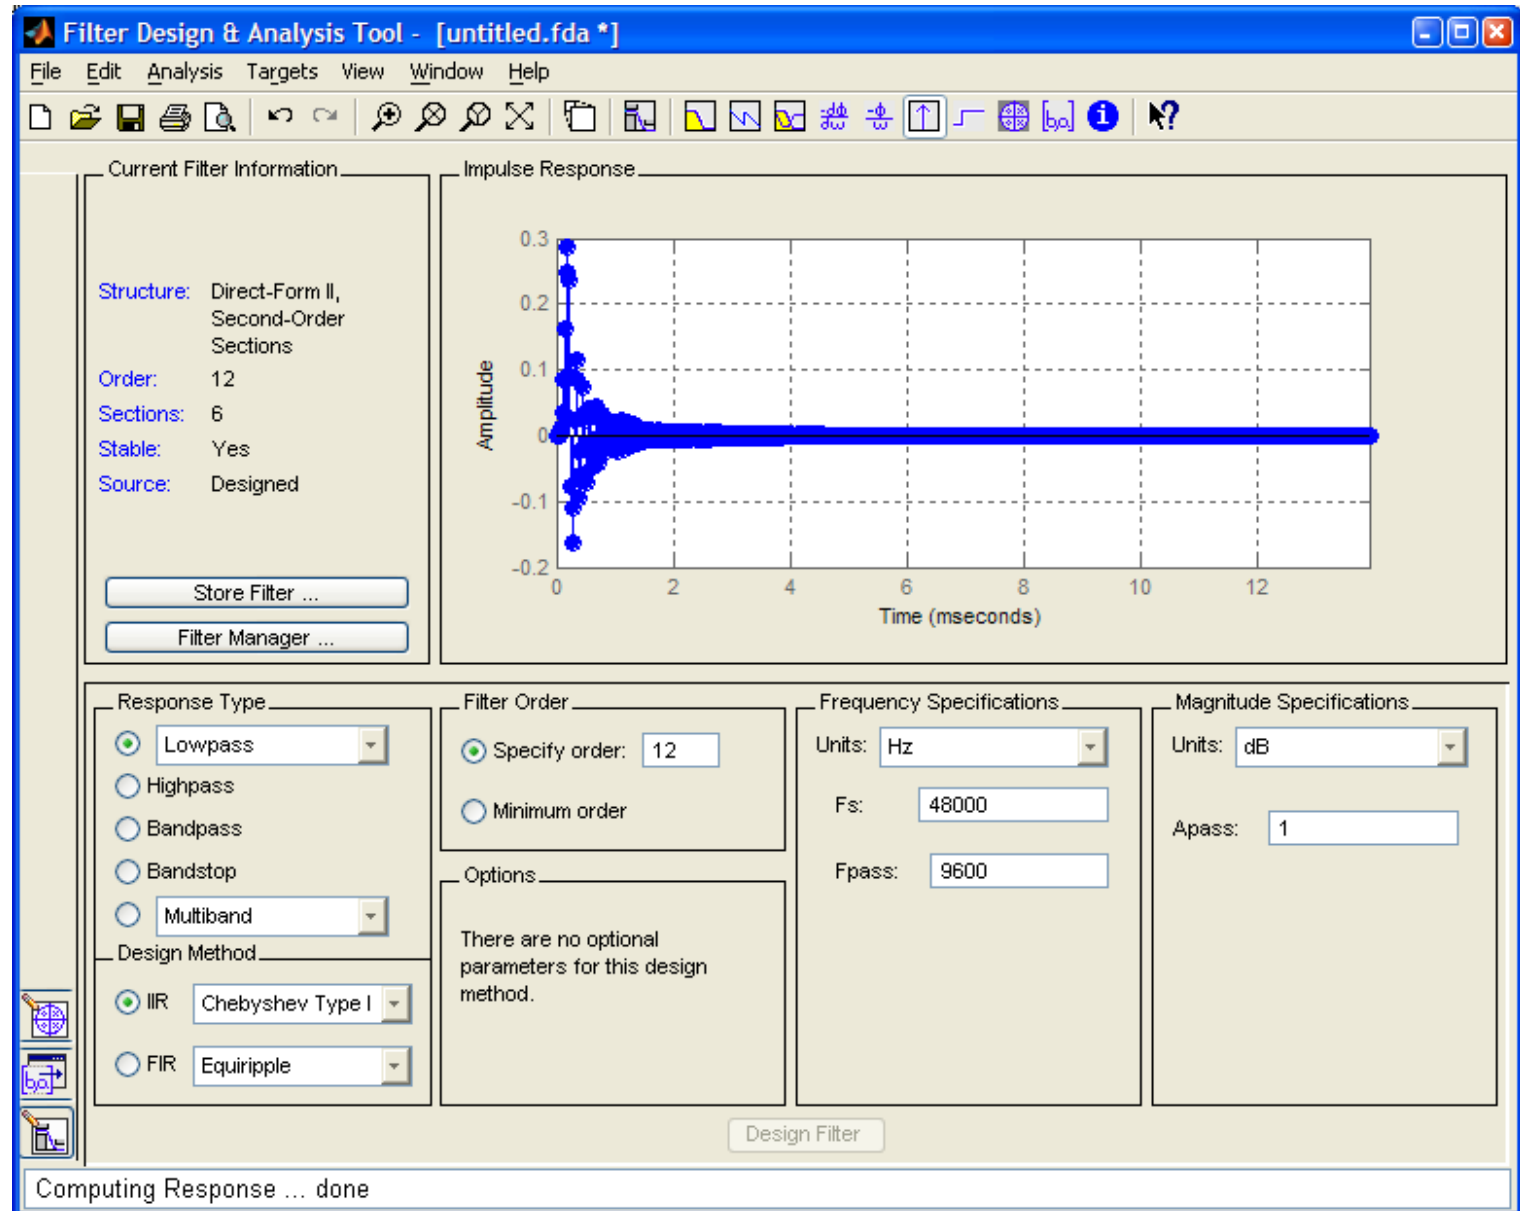 Filter Design & Analysis Tool - [untitled.fda *]
File Edit Analysis Targets View Window Help
Current Filter Information
Structure: Direct-Form II,
Second-Order
Sections
Order: 12
Sections: 6
Stable: Yes
Source: Designed
Store Filter ...
Filter Manager ...
Impulse Response
0.3
0.2
0.1
0
-0.1
-0.2
Amplitude
0 2 4 6 8 10 12
Time (mseconds)
Response Type
Lowpass
Highpass
Bandpass
Bandstop
Multiband
Design Method
IIR Chebyshev Type I
FIR Equiripple
Filter Order
Specify order: 12
Minimum order
Options
There are no optional
parameters for this design
method.
Frequency Specifications
Units: Hz
Fs: 48000
Fpass: 9600
Magnitude Specifications
Units: dB
Apass: 1
Design Filter
Computing Response ... done